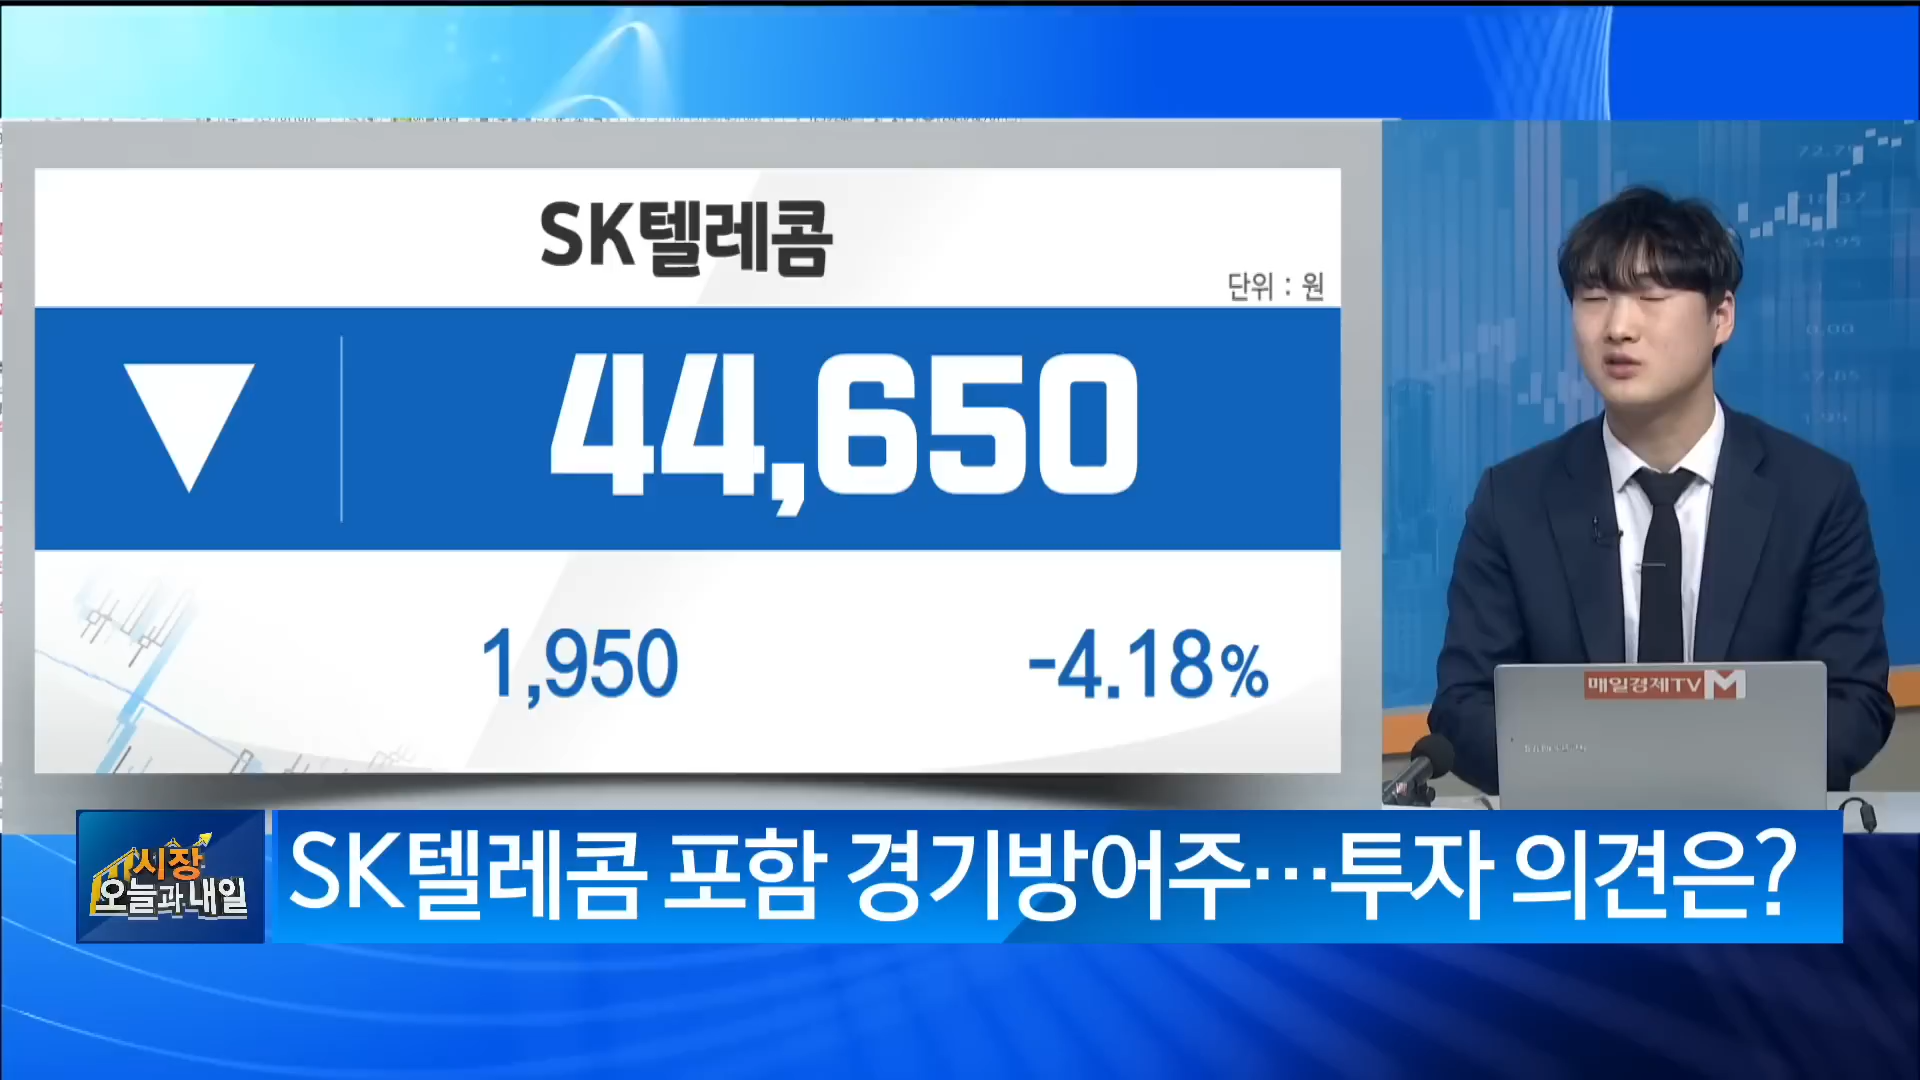 SK텔레콤
단위 : 원
44,650
1,950
-4.18%
매일경제TV M
시장
오늘과 내일
SK텔레콤 포함 경기방어주…투자 의견은?